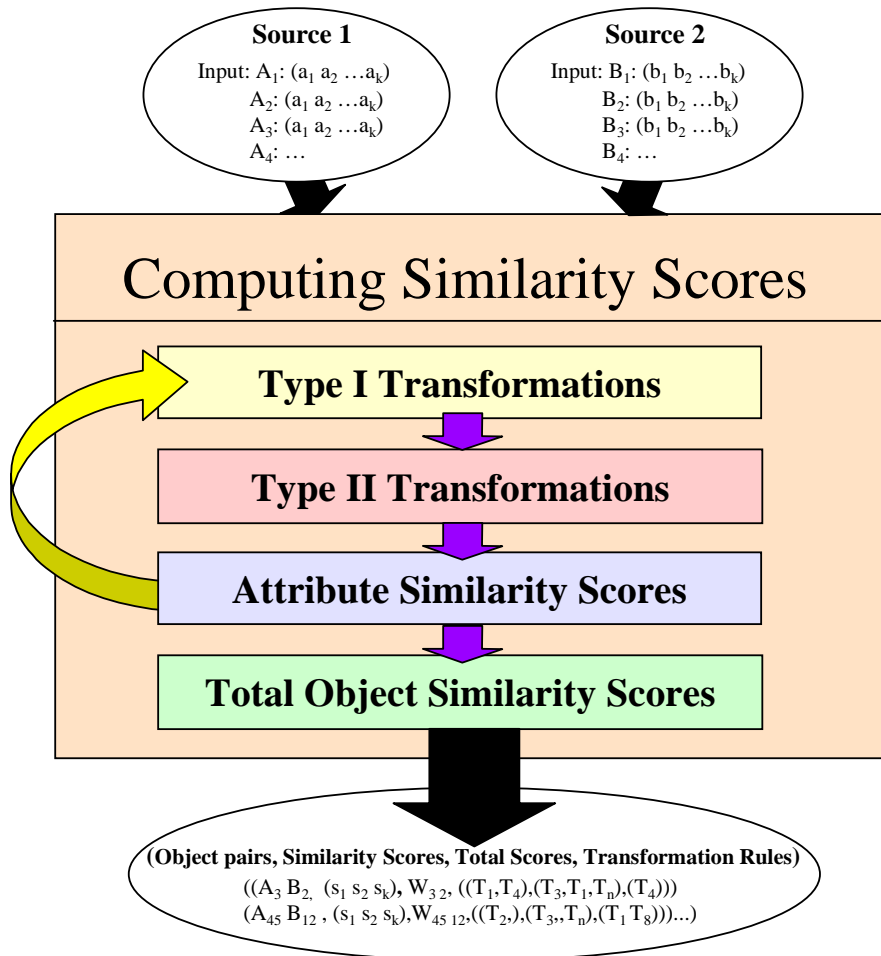 Source 1
Input: A₁: (a₁ a₂ …aₖ)
A₂: (a₁ a₂ …aₖ)
A₃: (a₁ a₂ …aₖ)
A₄: …
Source 2
Input: B₁: (b₁ b₂ …bₖ)
B₂: (b₁ b₂ …bₖ)
B₃: (b₁ b₂ …bₖ)
B₄: …
Computing Similarity Scores
Type I Transformations
Type II Transformations
Attribute Similarity Scores
Total Object Similarity Scores
(Object pairs, Similarity Scores, Total Scores, Transformation Rules)
((A₃ B₂, (s₁ s₂ sₖ), W₃ ₂, ((T₁,T₄),(T₃,T₁,Tₙ),(T₄)))
(A₄₅ B₁₂ , (s₁ s₂ sₖ),W₄₅ ₁₂,((T₂,),(T₃,,Tₙ),(T₁ T₈)))...)